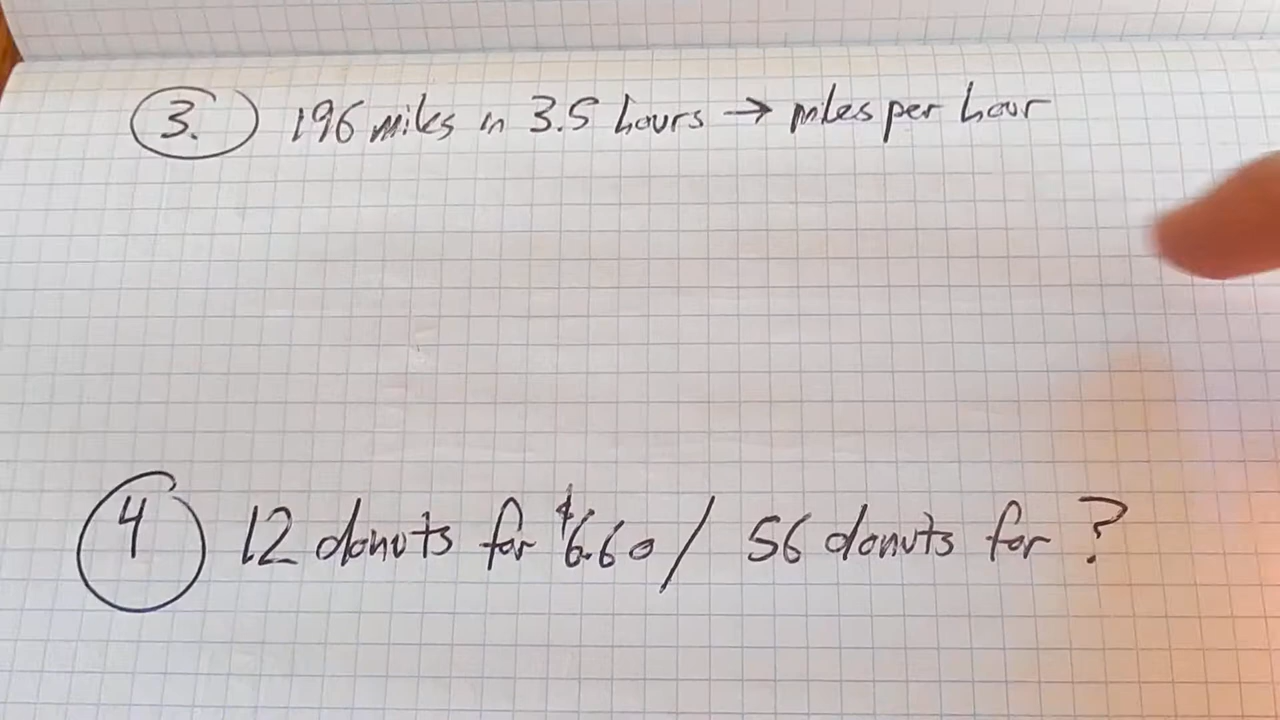 3. 196 miles in 3.5 hours → miles per hour
4 12 donuts for $6.60 / 56 donuts for ?